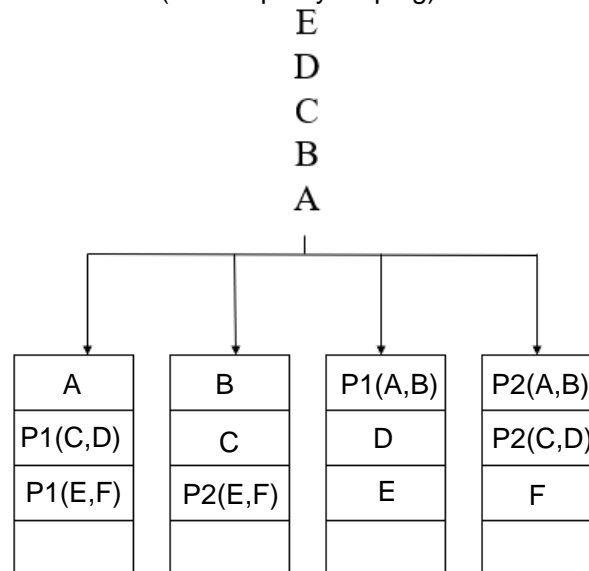 E
D
C
B
A
A B P1(A,B) P2(A,B)
P1(C,D) C D P2(C,D)
P1(E,F) P2(E,F) E F